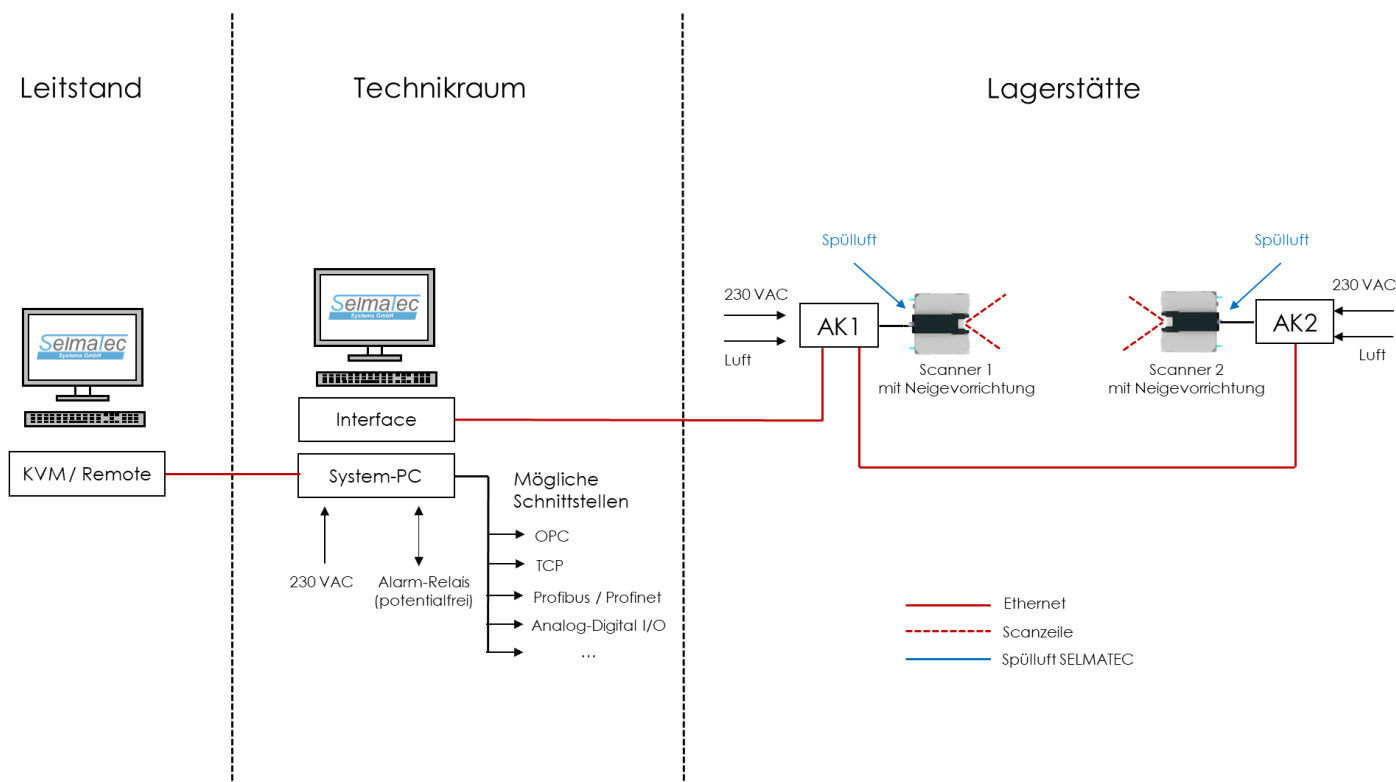 Leitstand
Technikraum
Lagerstätte
SelmaTec
Systems GmbH
KVM / Remote
SelmaTec
Systems GmbH
Interface
System-PC
230 VAC
Alarm-Relais
(potentialfrei)
Mögliche
Schnittstellen
OPC
TCP
Profibus / Profinet
Analog-Digital I/O
...
230 VAC
Luft
AK1
Spülluft
Scanner 1
mit Neigevorrichtung
Spülluft
Scanner 2
mit Neigevorrichtung
AK2
230 VAC
Luft
Ethernet
Scanzeile
Spülluft SELMATEC